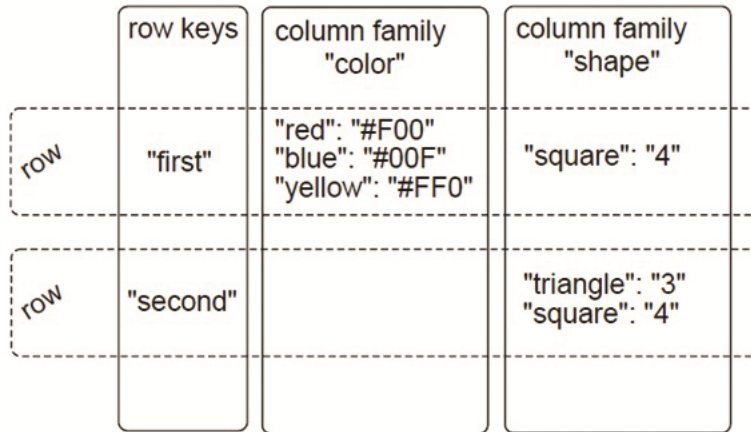 row keys
column family
"color"
column family
"shape"
row
"first"
"red": "#F00"
"blue": "#00F"
"yellow": "#FF0"
"square": "4"
row
"second"
"triangle": "3"
"square": "4"